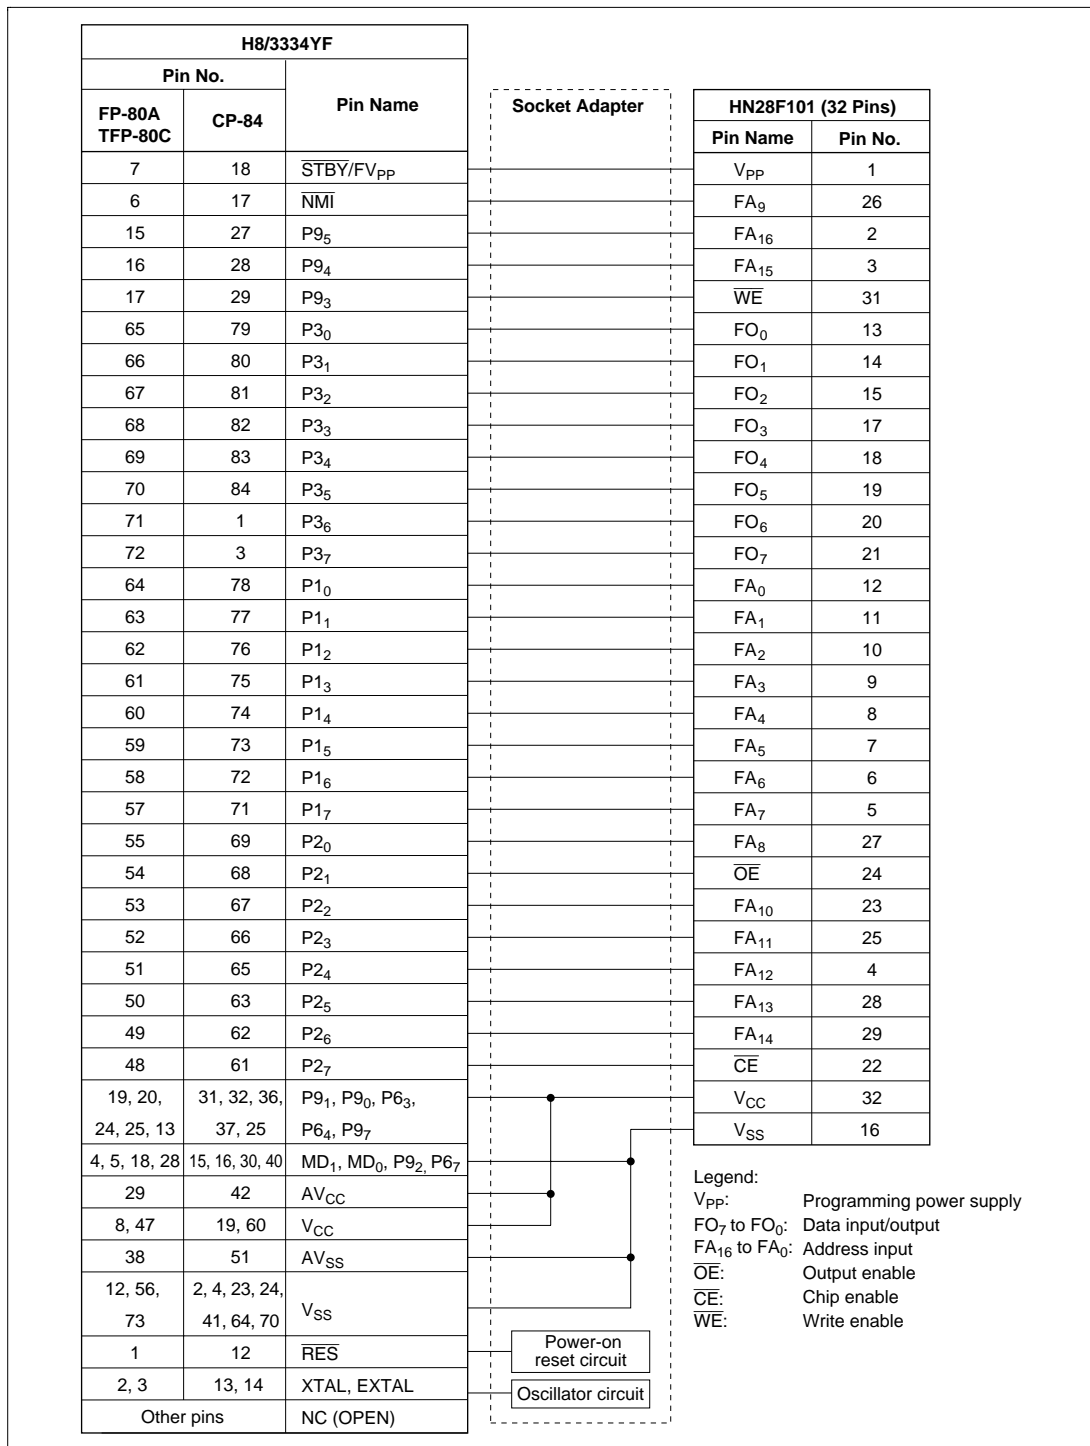 H8/3334YF
Pin No.
Pin Name
FP-80A
TFP-80C
CP-84
Socket Adapter
HN28F101 (32 Pins)
Pin Name Pin No.
7 18 STBY/FVPP VPP 1
6 17 NMI FA9 26
15 27 P95 FA16 2
16 28 P94 FA15 3
17 29 P93 WE 31
65 79 P30 FO0 13
66 80 P31 FO1 14
67 81 P32 FO2 15
68 82 P33 FO3 17
69 83 P34 FO4 18
70 84 P35 FO5 19
71 1 P36 FO6 20
72 3 P37 FO7 21
64 78 P10 FA0 12
63 77 P11 FA1 11
62 76 P12 FA2 10
61 75 P13 FA3 9
60 74 P14 FA4 8
59 73 P15 FA5 7
58 72 P16 FA6 6
57 71 P17 FA7 5
55 69 P20 FA8 27
54 68 P21 OE 24
53 67 P22 FA10 23
52 66 P23 FA11 25
51 65 P24 FA12 4
50 63 P25 FA13 28
49 62 P26 FA14 29
48 61 P27 CE 22
19, 20, 31, 32, 36, P91, P90, P63, VCC 32
24, 25, 13 37, 25 P64, P97 VSS 16
4, 5, 18, 28 15, 16, 30, 40 MD1, MD0, P92, P67
29 42 AVCC
8, 47 19, 60 VCC
38 51 AVSS
12, 56, 2, 4, 23, 24,
73 41, 64, 70 VSS
1 12 RES
2, 3 13, 14 XTAL, EXTAL
Other pins NC (OPEN)
Power-on
reset circuit
Oscillator circuit
Legend:
VPP: Programming power supply
FO7 to FO0: Data input/output
FA16 to FA0: Address input
OE: Output enable
CE: Chip enable
WE: Write enable